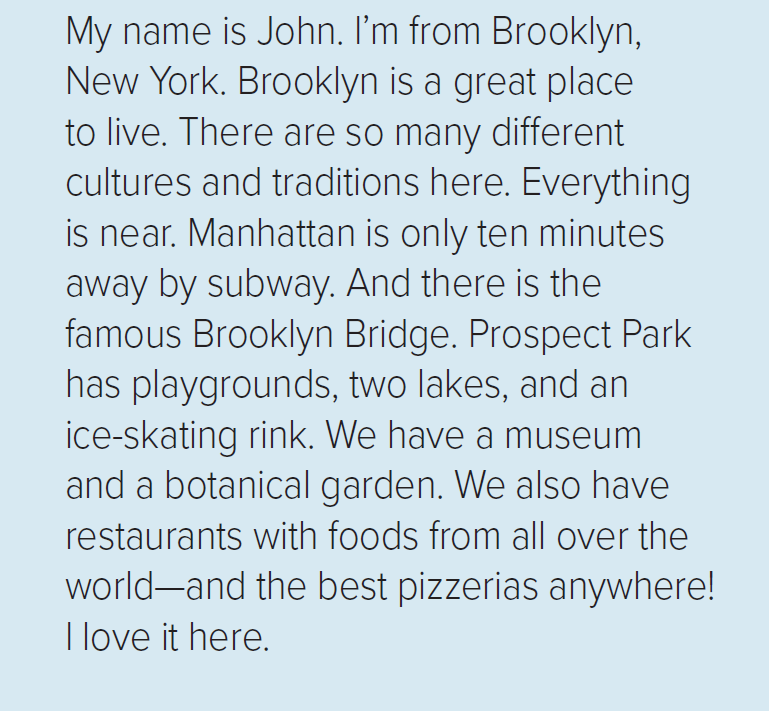 My name is John. I’m from Brooklyn,
New York. Brooklyn is a great place
to live. There are so many different
cultures and traditions here. Everything
is near. Manhattan is only ten minutes
away by subway. And there is the
famous Brooklyn Bridge. Prospect Park
has playgrounds, two lakes, and an
ice-skating rink. We have a museum
and a botanical garden. We also have
restaurants with foods from all over the
world—and the best pizzerias anywhere!
I love it here.